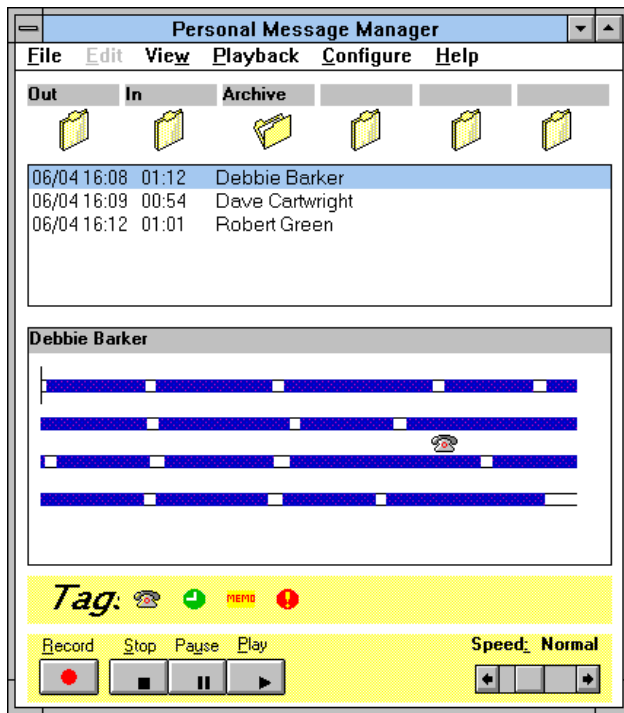 Personal Message Manager
File Edit View Playback Configure Help
Out In Archive
06/04 16:08 01:12 Debbie Barker
06/04 16:09 00:54 Dave Cartwright
06/04 16:12 01:01 Robert Green
Debbie Barker
Tag: MEMO
Record Stop Pause Play Speed: Normal